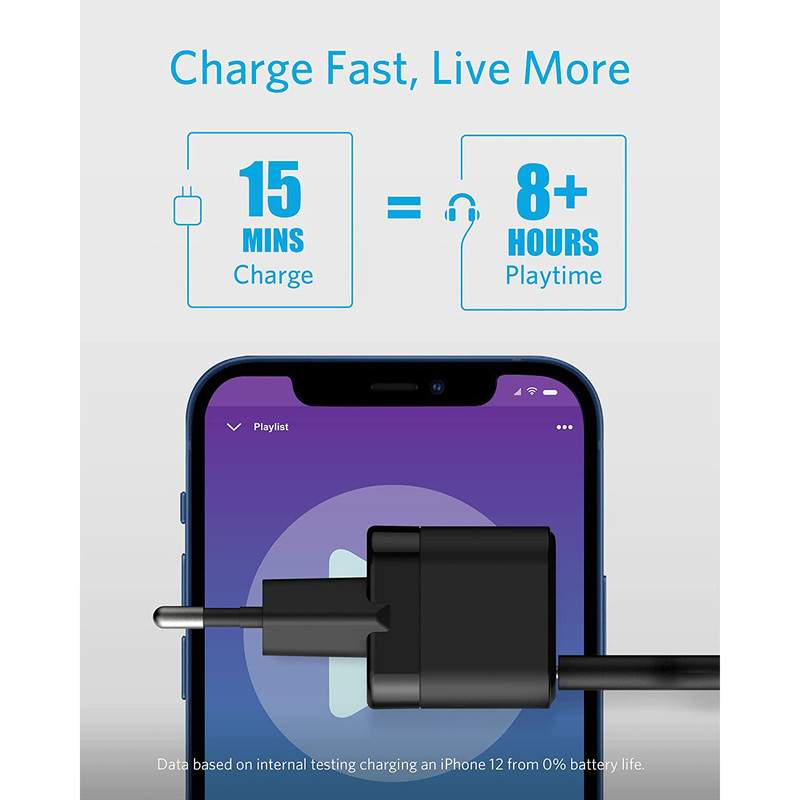 Charge Fast, Live More
15
MINS
Charge
=
8+
HOURS
Playtime
Playlist
Data based on internal testing charging an iPhone 12 from 0% battery life.